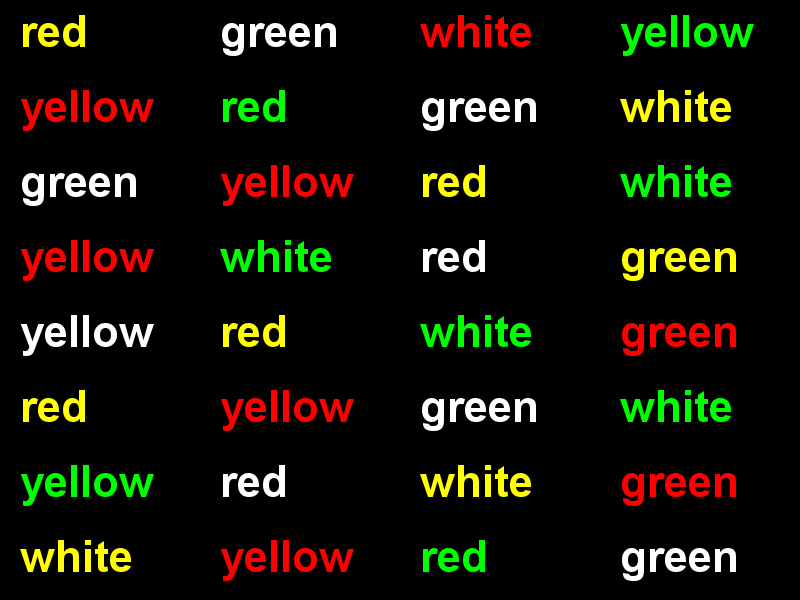 red green white yellow
yellow red green white
green yellow red white
yellow white red green
yellow red white green
red yellow green white
yellow red white green
white yellow red green